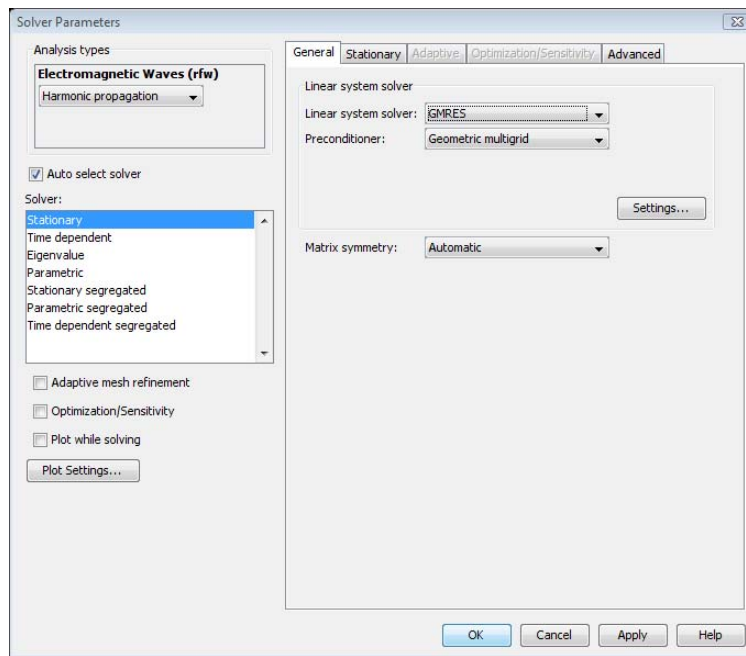 Solver Parameters
Analysis types
Electromagnetic Waves (rfw)
Harmonic propagation
Auto select solver
Solver:
Stationary
Time dependent
Eigenvalue
Parametric
Stationary segregated
Parametric segregated
Time dependent segregated
Adaptive mesh refinement
Optimization/Sensitivity
Plot while solving
Plot Settings...
General Stationary Adaptive Optimization/Sensitivity Advanced
Linear system solver
Linear system solver: GMRES
Preconditioner: Geometric multigrid
Settings...
Matrix symmetry: Automatic
OK Cancel Apply Help